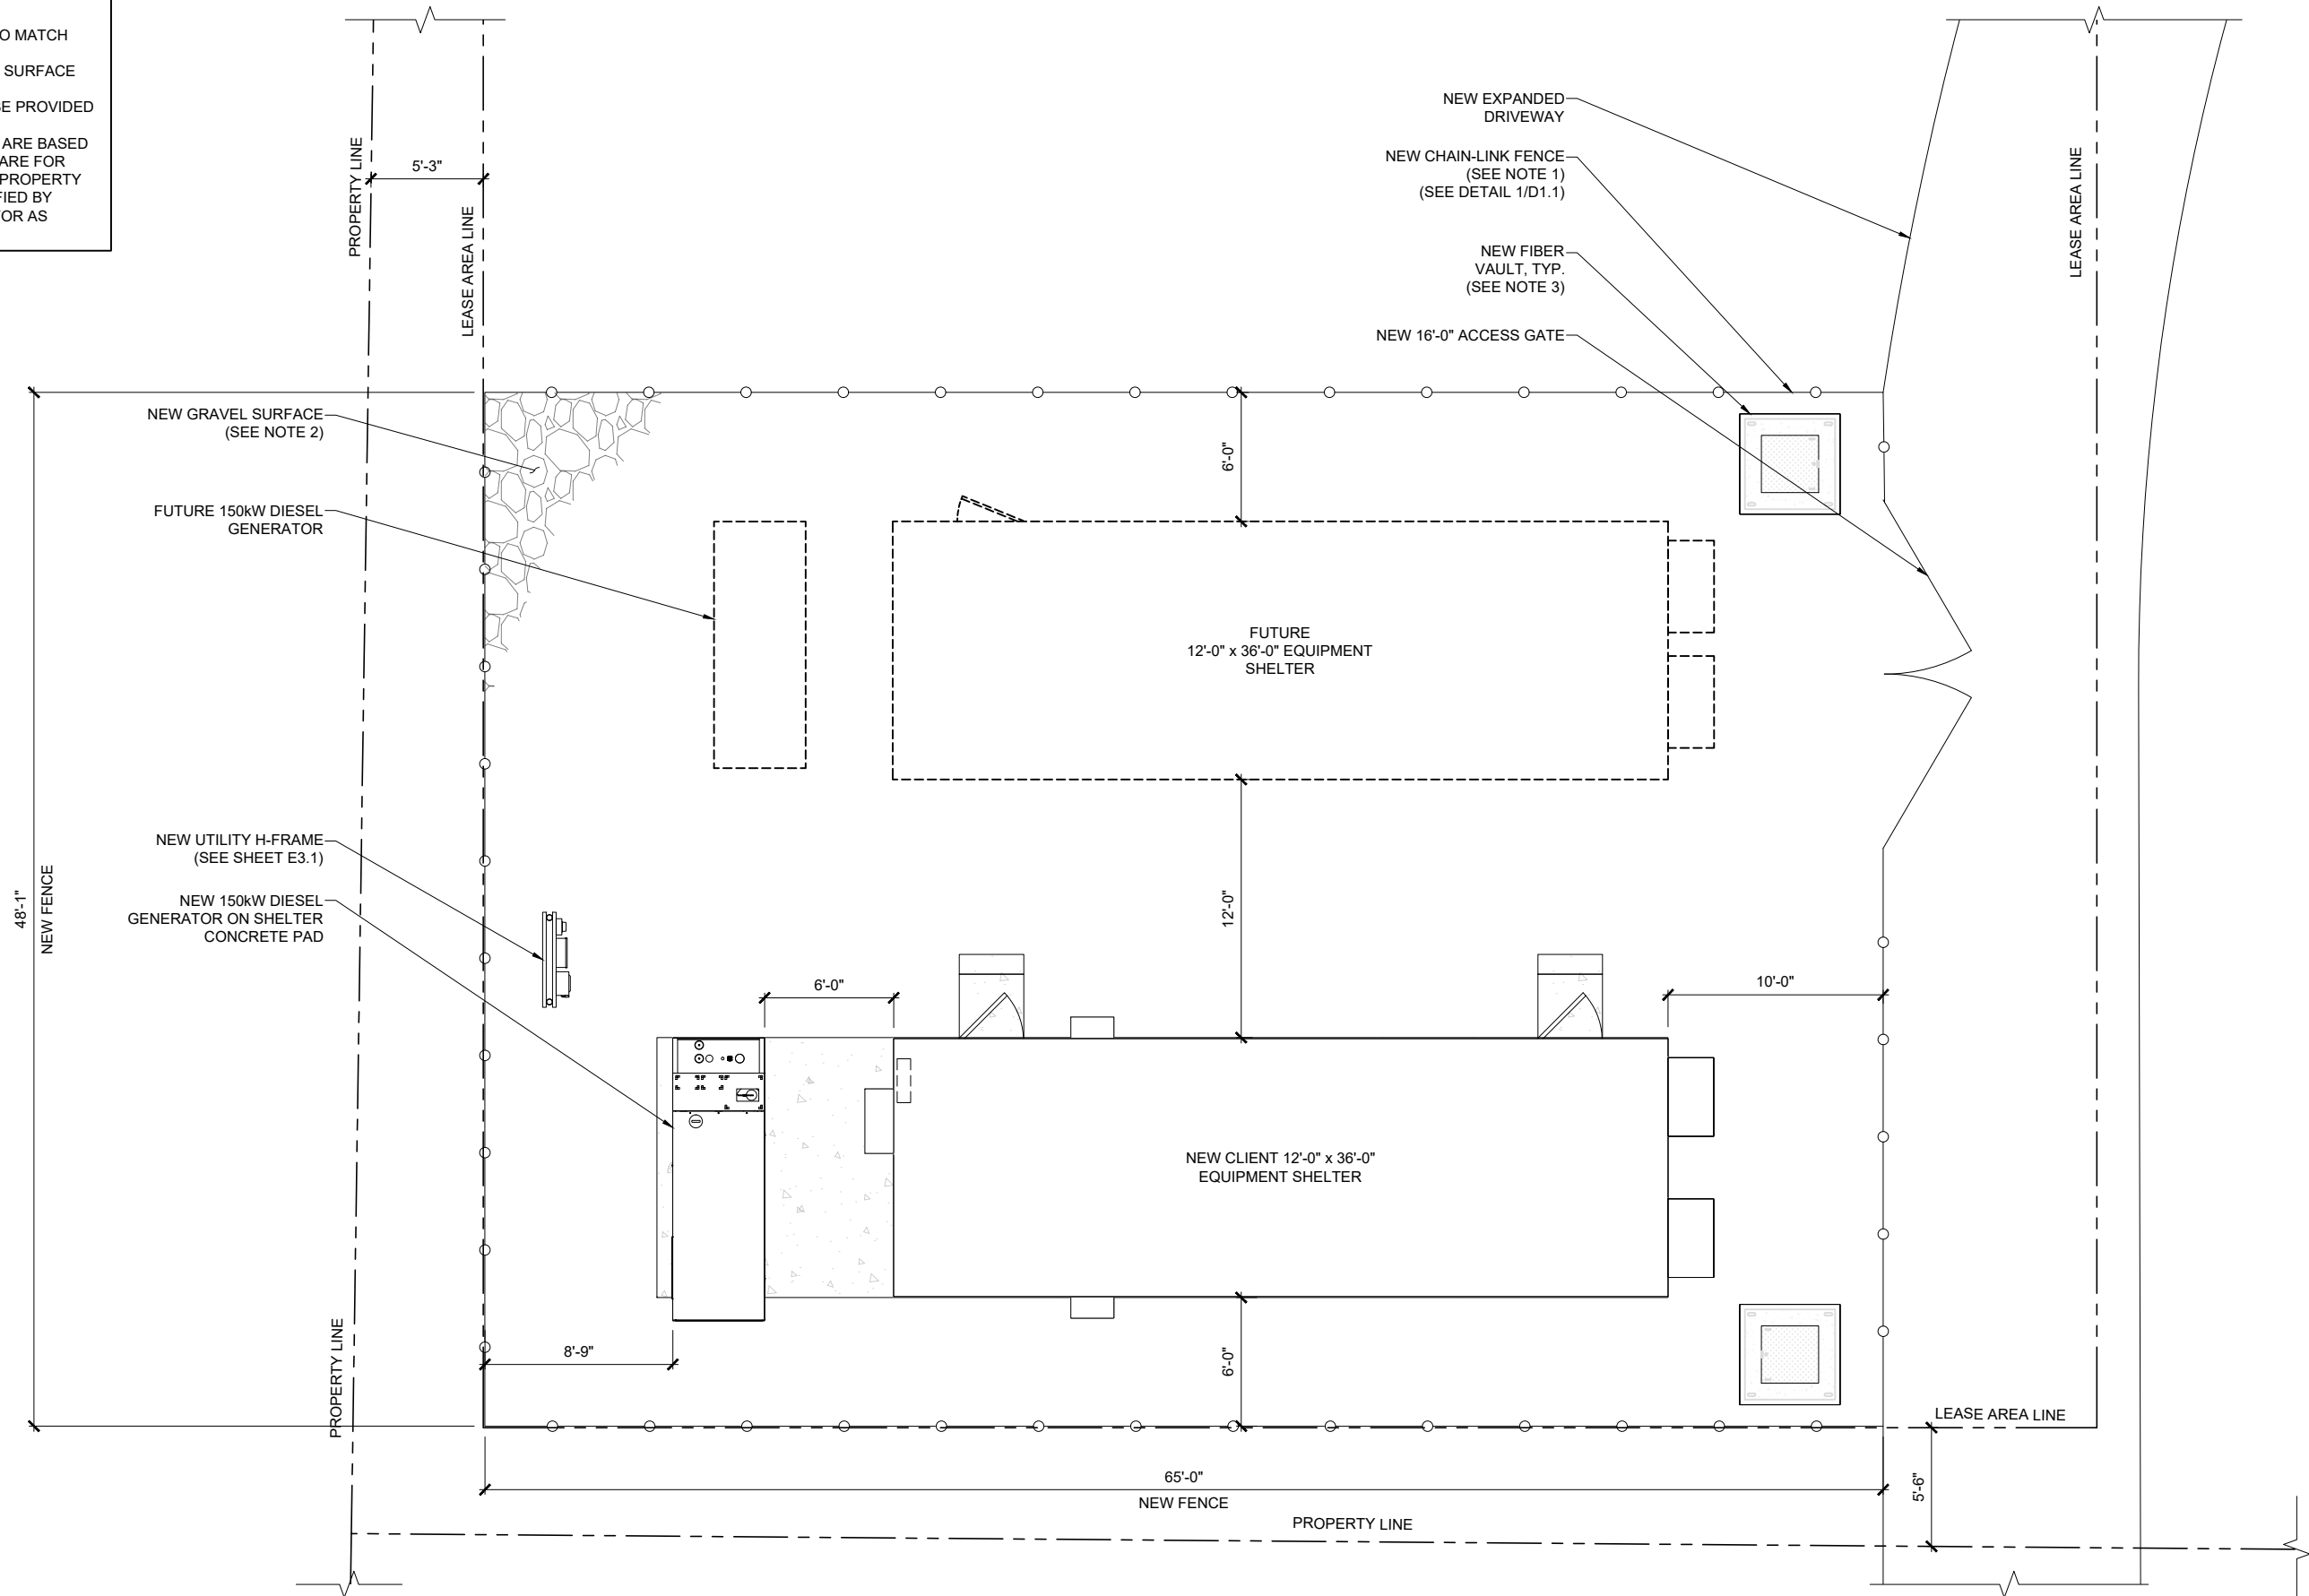 O MATCH
SURFACE
BE PROVIDED
ARE BASED
ARE FOR
PROPERTY
FIED BY
OR AS
PROPERTY LINE
5'-3"
LEASE AREA LINE
NEW EXPANDED
DRIVEWAY
NEW CHAIN-LINK FENCE
(SEE NOTE 1)
(SEE DETAIL 1/D1.1)
NEW FIBER
VAULT, TYP.
(SEE NOTE 3)
NEW 16'-0" ACCESS GATE
LEASE AREA LINE
NEW GRAVEL SURFACE
(SEE NOTE 2)
FUTURE 150kW DIESEL
GENERATOR
6'-0"
FUTURE
12'-0" x 36'-0" EQUIPMENT
SHELTER
NEW UTILITY H-FRAME
(SEE SHEET E3.1)
NEW 150kW DIESEL
GENERATOR ON SHELTER
CONCRETE PAD
48'-1"
NEW FENCE
12'-0"
6'-0"
10'-0"
NEW CLIENT 12'-0" x 36'-0"
EQUIPMENT SHELTER
8'-9"
6'-0"
PROPERTY LINE
LEASE AREA LINE
65'-0"
NEW FENCE
5'-6"
PROPERTY LINE